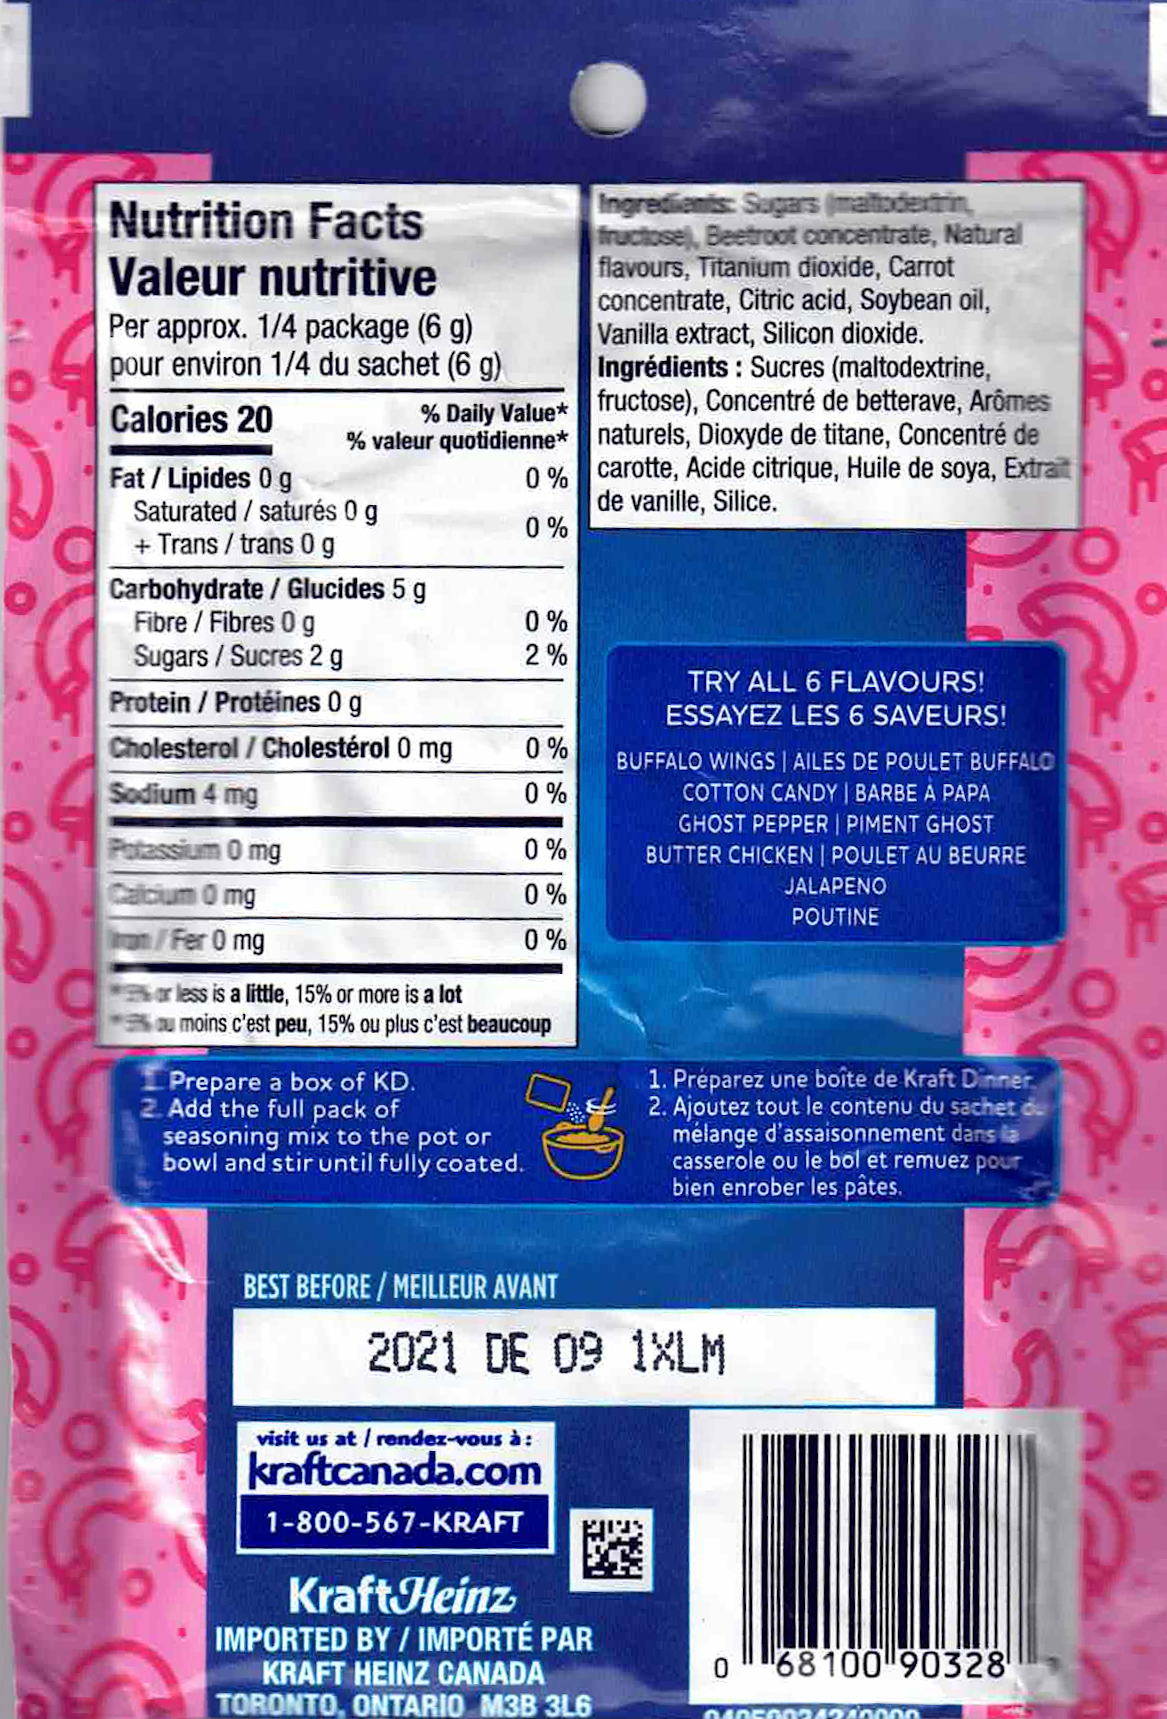 Nutrition Facts
Valeur nutritive
Per approx. 1/4 package (6 g)
pour environ 1/4 du sachet (6 g)
Calories 20
% Daily Value*
% valeur quotidienne*
Fat / Lipides 0 g 0 %
Saturated / saturés 0 g
+ Trans / trans 0 g 0 %
Carbohydrate / Glucides 5 g
Fibre / Fibres 0 g 0 %
Sugars / Sucres 2 g 2 %
Protein / Protéines 0 g
Cholesterol / Cholestérol 0 mg 0 %
Sodium 4 mg 0 %
Potassium 0 mg 0 %
Calcium 0 mg 0 %
Iron / Fer 0 mg 0 %
*5% or less is a little, 15% or more is a lot
*5% ou moins c'est peu, 15% ou plus c'est beaucoup
Ingredients: Sugars (maltodextrin,
fructose), Beetroot concentrate, Natural
flavours, Titanium dioxide, Carrot
concentrate, Citric acid, Soybean oil,
Vanilla extract, Silicon dioxide.
Ingrédients : Sucres (maltodextrine,
fructose), Concentré de betterave, Arômes
naturels, Dioxyde de titane, Concentré de
carotte, Acide citrique, Huile de soya, Extrait
de vanille, Silice.
TRY ALL 6 FLAVOURS!
ESSAYEZ LES 6 SAVEURS!
BUFFALO WINGS | AILES DE POULET BUFFALO
COTTON CANDY | BARBE À PAPA
GHOST PEPPER | PIMENT GHOST
BUTTER CHICKEN | POULET AU BEURRE
JALAPENO
POUTINE
1. Prepare a box of KD.
2. Add the full pack of
seasoning mix to the pot or
bowl and stir until fully coated.
1. Préparez une boîte de Kraft Dinner.
2. Ajoutez tout le contenu du sachet du
mélange d'assaisonnement dans la
casserole ou le bol et remuez pour
bien enrober les pâtes.
BEST BEFORE / MEILLEUR AVANT
2021 DE 09 1XLM
visit us at / rendez-vous à :
kraftcanada.com
1-800-567-KRAFT
KraftHeinz
IMPORTED BY / IMPORTÉ PAR
KRAFT HEINZ CANADA
TORONTO, ONTARIO M3B 3L6
0 68100 90328